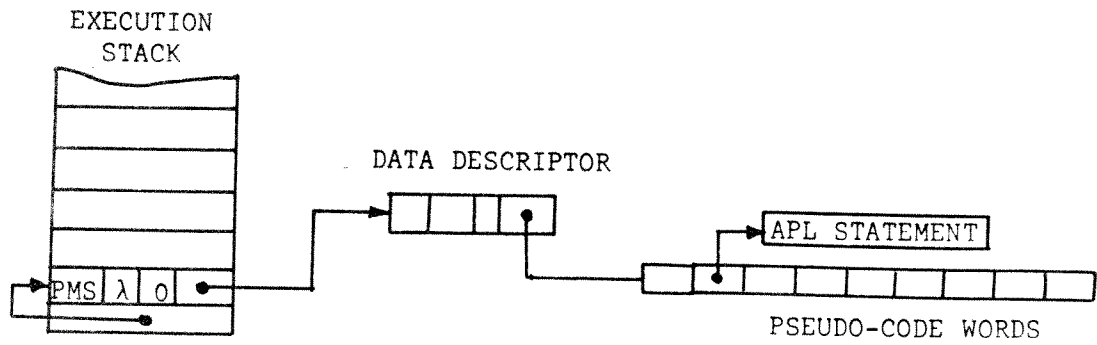 EXECUTION
STACK
DATA DESCRIPTOR
APL STATEMENT
PMS λ 0
PSEUDO-CODE WORDS